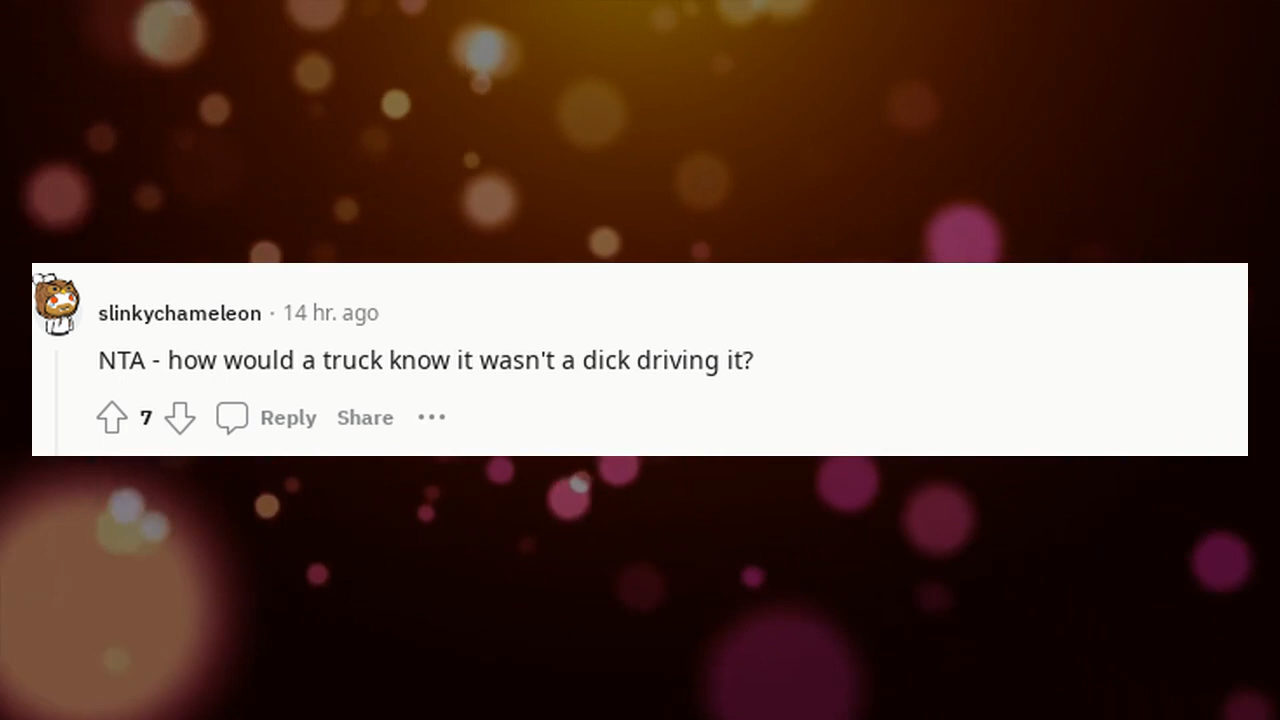 slinkychameleon · 14 hr. ago
NTA - how would a truck know it wasn't a dick driving it?
7 Reply Share ···